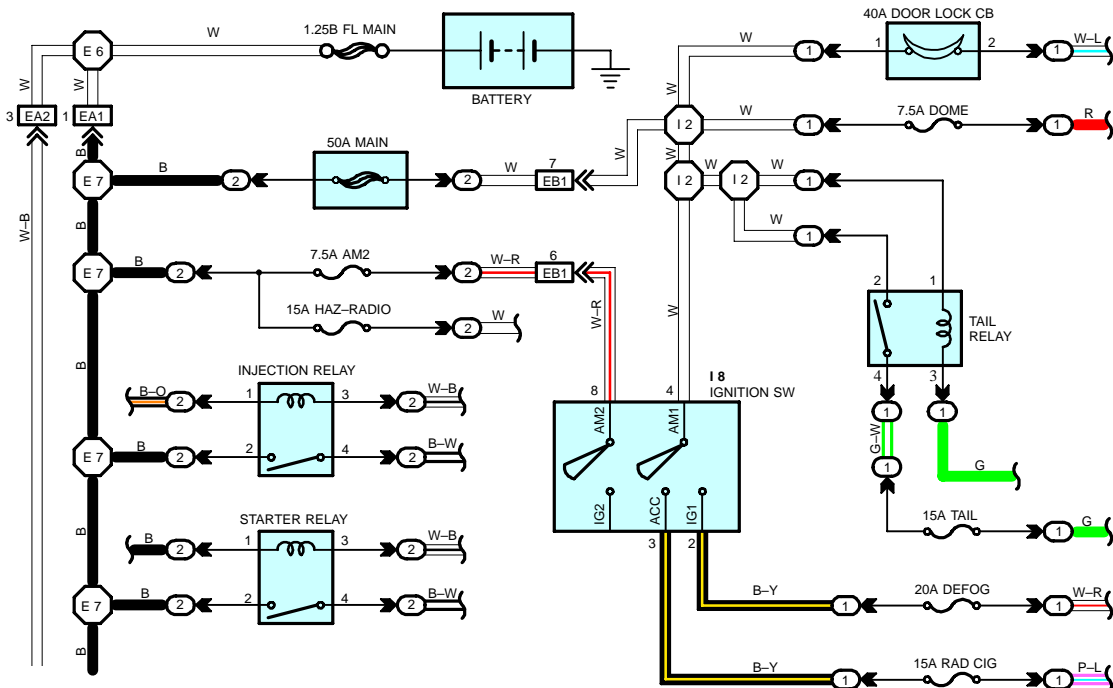 40A DOOR LOCK CB
W 1.25B FL MAIN W 1 1 2 1 W–L
E 6
W W BATTERY W 7.5A DOME
3 EA2 1 EA1 I 2 W 1 1 R
B 50A MAIN 7 W W
E 7 B 2 2 W EB1 I 2 W I 2 W 1
W 1
W–B B 7.5A AM2 W–R 6 2 1
E 7 B 2 2 EB1
15A HAZ–RADIO W–R W TAIL
2 W RELAY
B INJECTION RELAY I 8 4 3
B–O 2 1 3 2 W–B 8 4 IGNITION SW
AM2 AM1 1 1
B 2 2 4 2 B–W G–W
E 7 1 G
IG2 ACC IG1
B STARTER RELAY 15A TAIL
B 2 1 3 2 W–B 3 2 1 G
B 2 2 4 2 B–W B–Y 20A DEFOG W–R
E 7 1 1
B B–Y 15A RAD CIG P–L
1 1